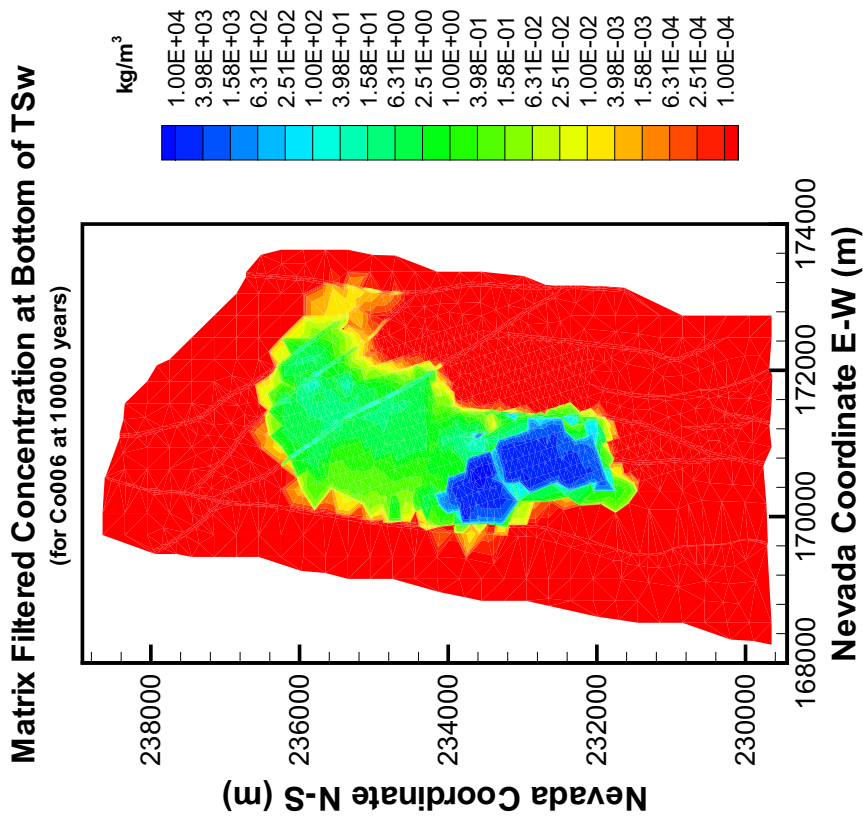 Matrix Filtered Concentration at Bottom of TSw
(for Co006 at 10000 years)
kg/m³
1.00E+04
3.98E+03
1.58E+03
6.31E+02
2.51E+02
1.00E+02
3.98E+01
1.58E+01
6.31E+00
2.51E+00
1.00E+00
3.98E-01
1.58E-01
6.31E-02
2.51E-02
1.00E-02
3.98E-03
1.58E-03
6.31E-04
2.51E-04
1.00E-04
238000
236000
234000
232000
230000
Nevada Coordinate N-S (m)
168000
170000
172000
174000
Nevada Coordinate E-W (m)